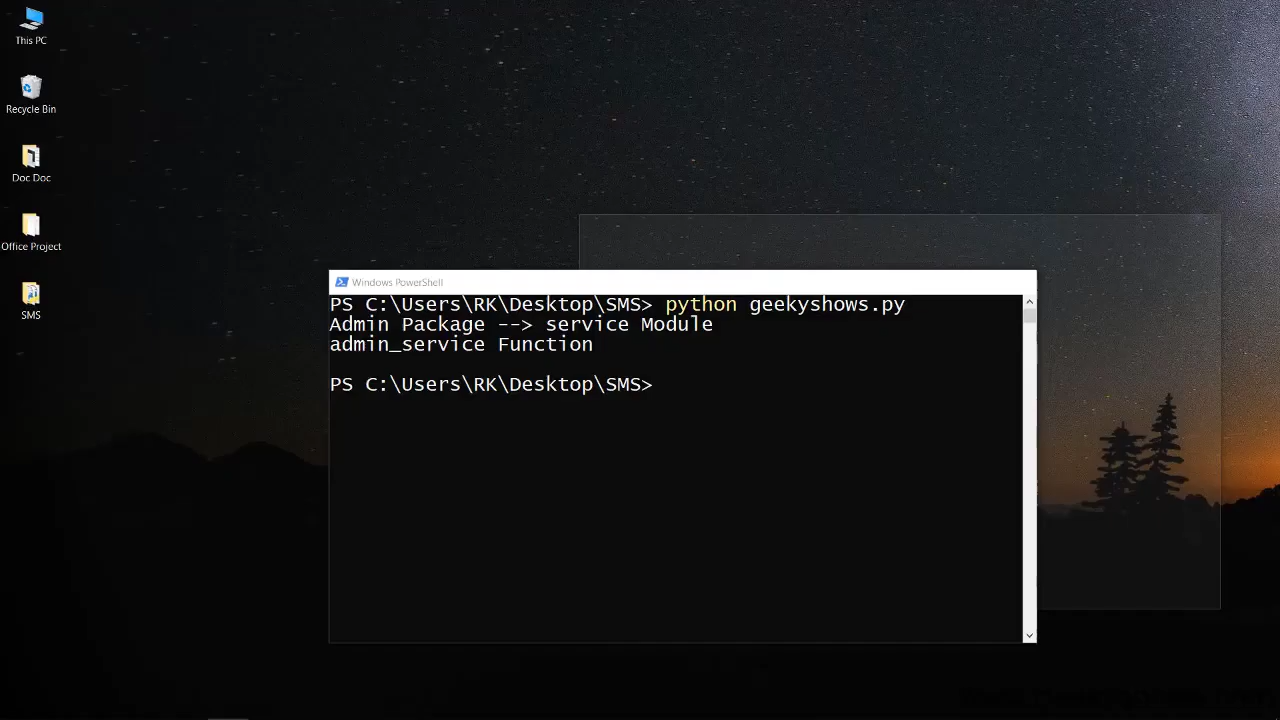 This PC
Recycle Bin
Doc Doc
Office Project
SMS
Windows PowerShell
PS C:\Users\RK\Desktop\SMS> python geekyshows.py
Admin Package --> service Module
admin_service Function
PS C:\Users\RK\Desktop\SMS>